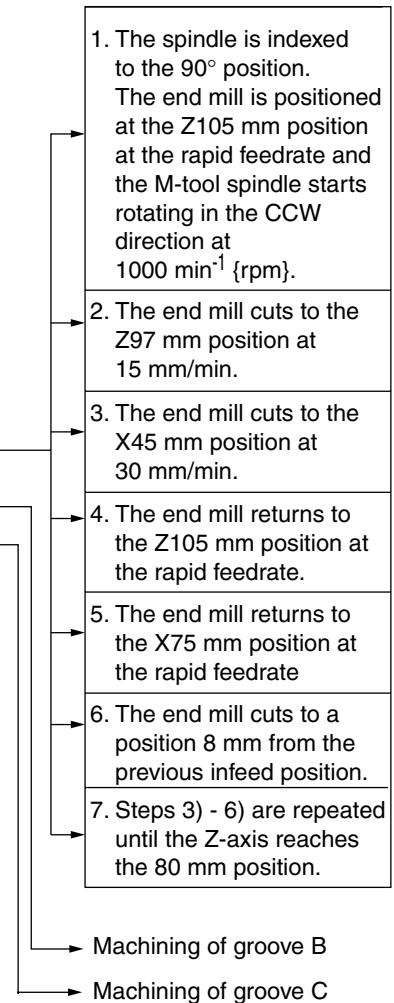 1. The spindle is indexed
to the 90° position.
The end mill is positioned
at the Z105 mm position
at the rapid feedrate and
the M-tool spindle starts
rotating in the CCW
direction at
1000 min-1 {rpm}.
2. The end mill cuts to the
Z97 mm position at
15 mm/min.
3. The end mill cuts to the
X45 mm position at
30 mm/min.
4. The end mill returns to
the Z105 mm position at
the rapid feedrate.
5. The end mill returns to
the X75 mm position at
the rapid feedrate
6. The end mill cuts to a
position 8 mm from the
previous infeed position.
7. Steps 3) - 6) are repeated
until the Z-axis reaches
the 80 mm position.
Machining of groove B
Machining of groove C